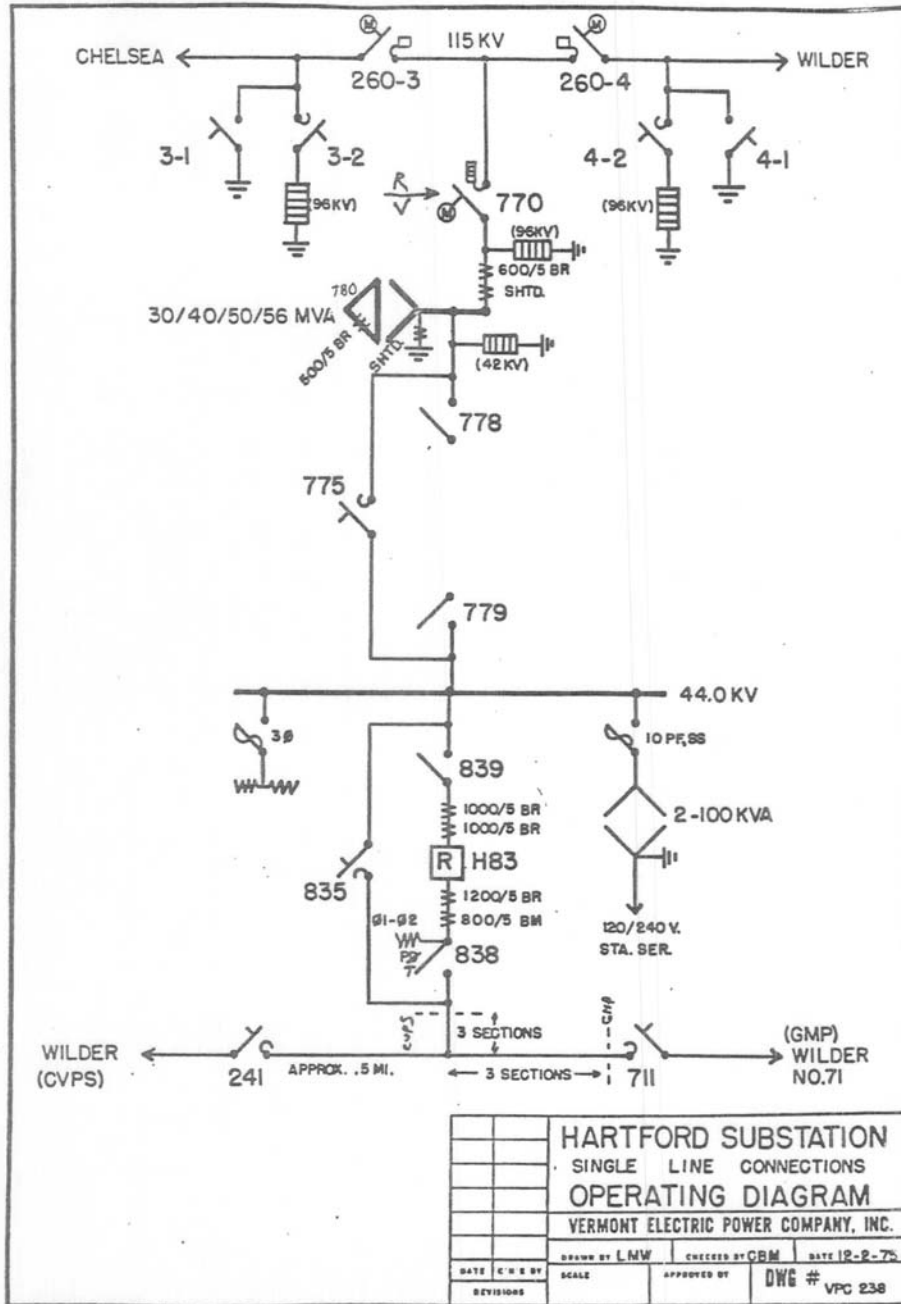 115 KV
CHELSEA
WILDER
260-3
260-4
3-1
3-2
4-2
4-1
(96KV)
(96KV)
R
V
M
M
M
770
(96KV)
600/5 BR
SHTD.
780
30/40/50/56 MVA
500/5 BR
SHTD.
(42KV)
778
775
779
44.0 KV
3ø
10 PF,SS
839
1000/5 BR
1000/5 BR
2-100 KVA
R H83
835
1200/5 BR
800/5 BM
ø1-ø2
838
120/240 V.
STA. SER.
CVPS
3 SECTIONS
GMP
WILDER
(CVPS)
241
APPROX. .5 MI.
3 SECTIONS
711
(GMP)
WILDER
NO.71
HARTFORD SUBSTATION
SINGLE LINE CONNECTIONS
OPERATING DIAGRAM
VERMONT ELECTRIC POWER COMPANY, INC.
DRAWN BY LMW CHECKED BY CBM DATE 12-2-75
DATE C'K'D BY
REVISIONS
SCALE APPROVED BY DWG # VPC 238